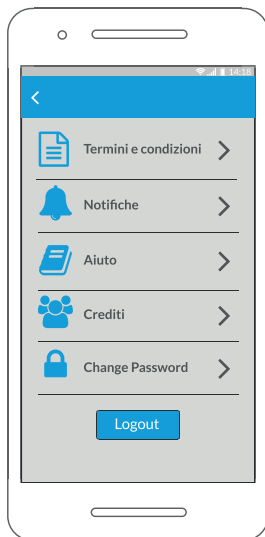 14:18
Termini e condizioni
Notifiche
Aiuto
Crediti
Change Password
Logout